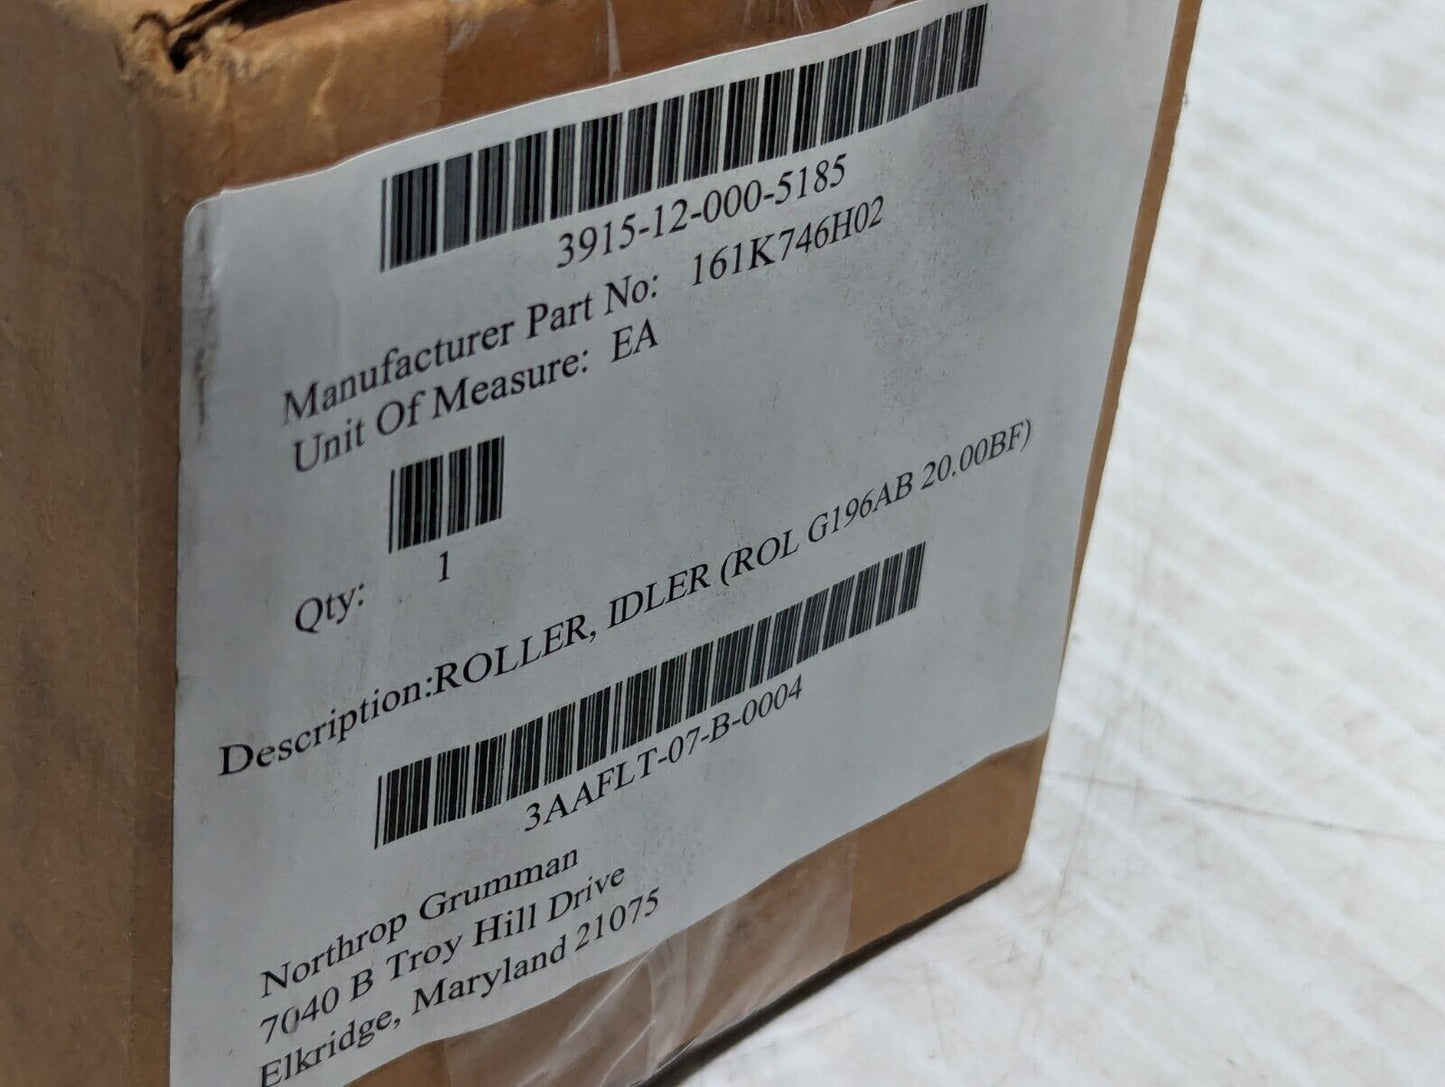 3915-12-000-5185
Manufacturer Part No: 161K746H02
Unit Of Measure: EA
Qty: 1
Description:ROLLER, IDLER (ROL G196AB 20.00BF)
3AAFLT-07-B-0004
Northrop Grumman
7040 B Troy Hill Drive
Elkridge, Maryland 21075